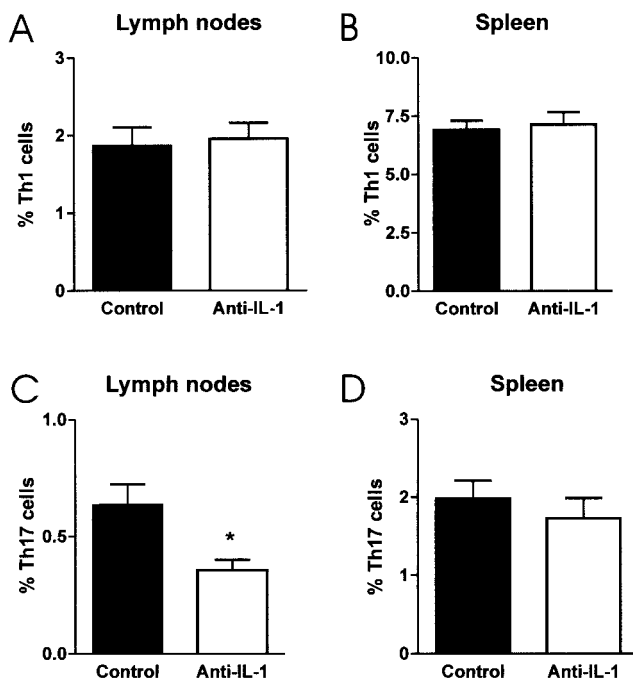 A
Lymph nodes
% Th1 cells
3
2
1
0
Control Anti-IL-1
B
Spleen
% Th1 cells
10.0
7.5
5.0
2.5
0.0
Control Anti-IL-1
C
Lymph nodes
% Th17 cells
1.0
0.5
0.0
*
Control Anti-IL-1
D
Spleen
% Th17 cells
3
2
1
0
Control Anti-IL-1